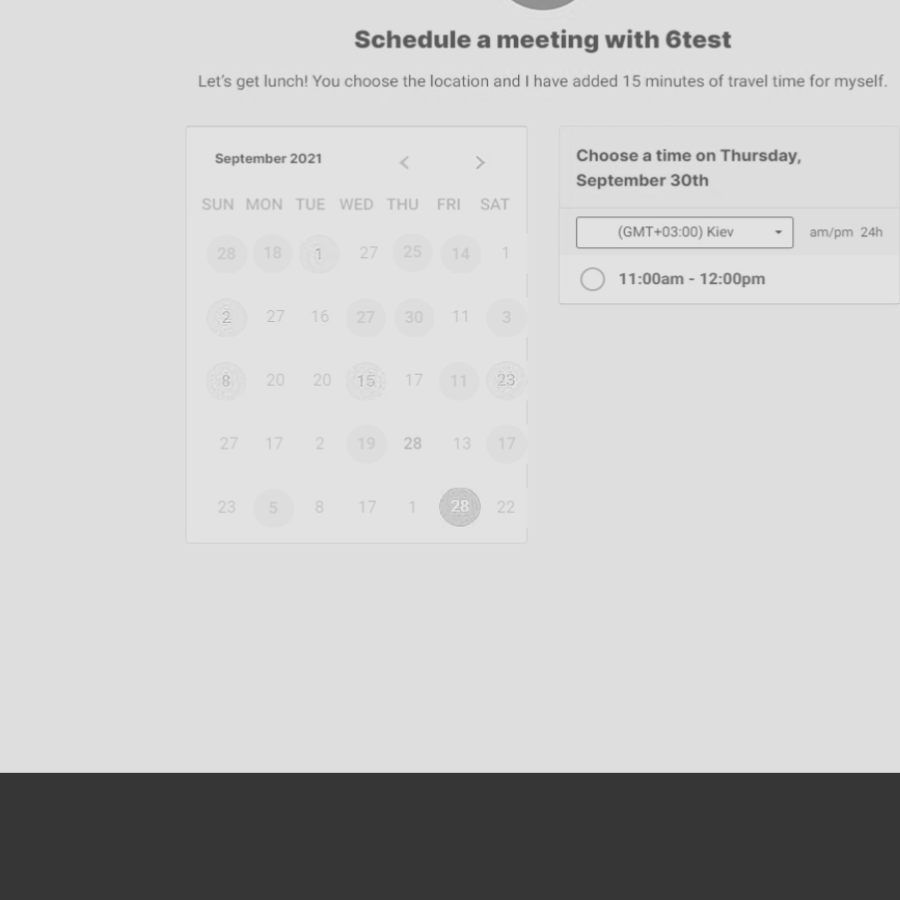 Schedule a meeting with 6test
Let's get lunch! You choose the location and I have added 15 minutes of travel time for myself.
September 2021
SUN MON TUE WED THU FRI SAT
28 18 1 27 25 14 1
2 27 16 27 30 11 3
8 20 20 15 17 11 23
27 17 2 19 28 13 17
23 5 8 17 1 28 22
Choose a time on Thursday,
September 30th
(GMT+03:00) Kiev am/pm 24h
11:00am - 12:00pm